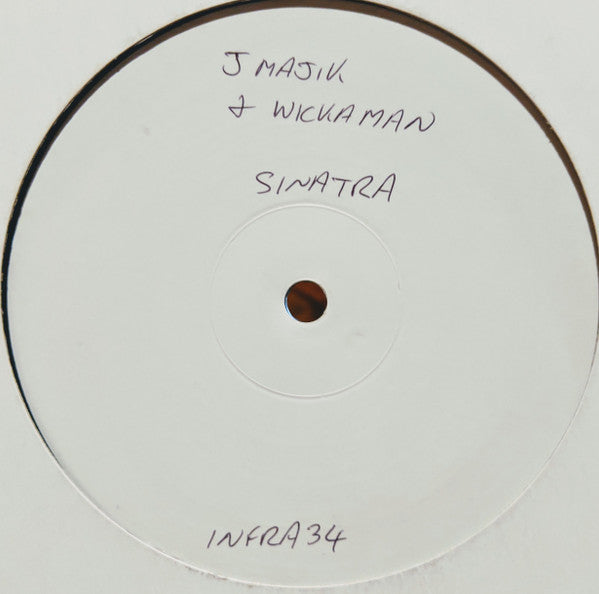 J MAJIK
& WICKAMAN
SINATRA
INFRA34